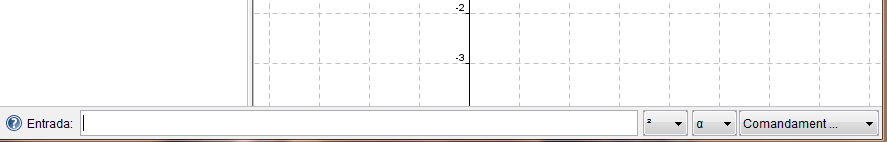 -2
-3
? Entrada: ² α Comandament ...